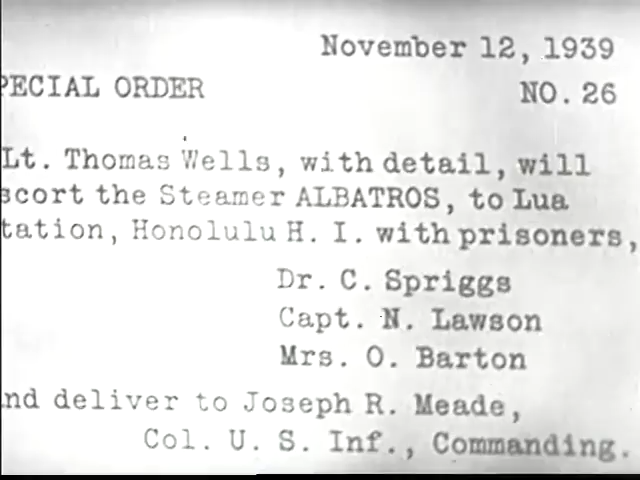 November 12, 1939
PECIAL ORDER NO. 26
Lt. Thomas Wells, with detail, will
scort the Steamer ALBATROS, to Lua
tation, Honolulu H. I. with prisoners,
Dr. C. Spriggs
Capt. N. Lawson
Mrs. O. Barton
nd deliver to Joseph R. Meade,
Col. U. S. Inf., Commanding.